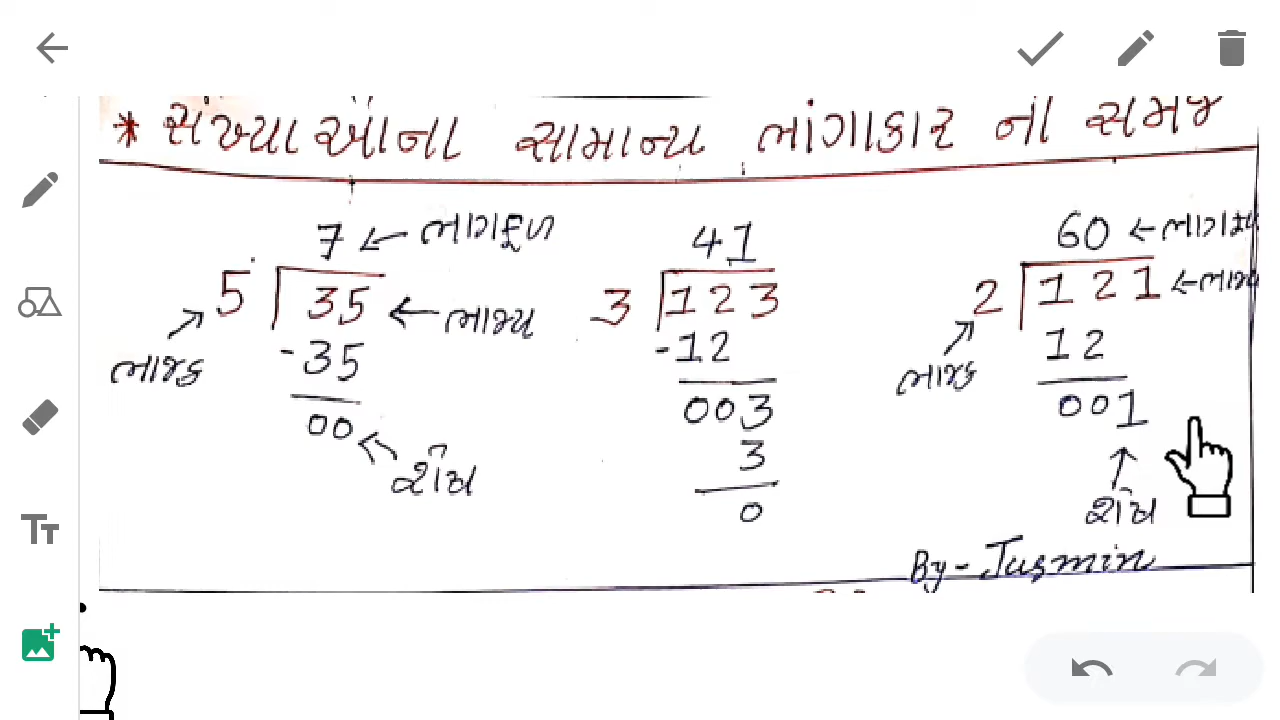 * સંખ્યાઓના સામાન્ય ભાંગાકાર ની સમજ
7 ← ભાગફળ
5 35 ← ભાજ્ય
ભાજક
-35
00
શેષ
41
3 123
-12
003
3
0
60 ←
2 121 ←
ભાજક
12
001
શેષ
By - Jasmin
Tт